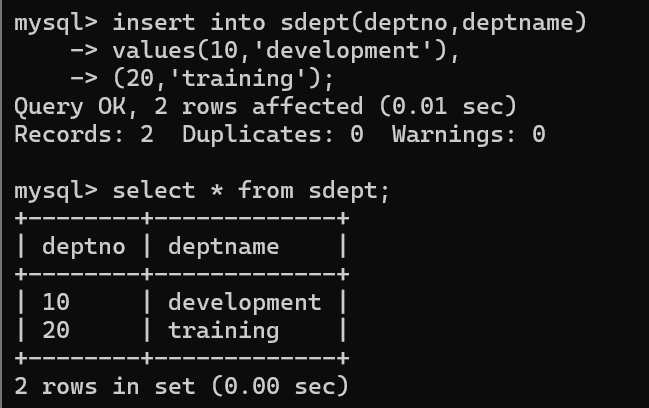 mysql> insert into sdept(deptno,deptname)
    -> values(10,'development'),
    -> (20,'training');
Query OK, 2 rows affected (0.01 sec)
Records: 2  Duplicates: 0  Warnings: 0

mysql> select * from sdept;
+--------+-------------+
| deptno | deptname    |
+--------+-------------+
| 10     | development |
| 20     | training    |
+--------+-------------+
2 rows in set (0.00 sec)